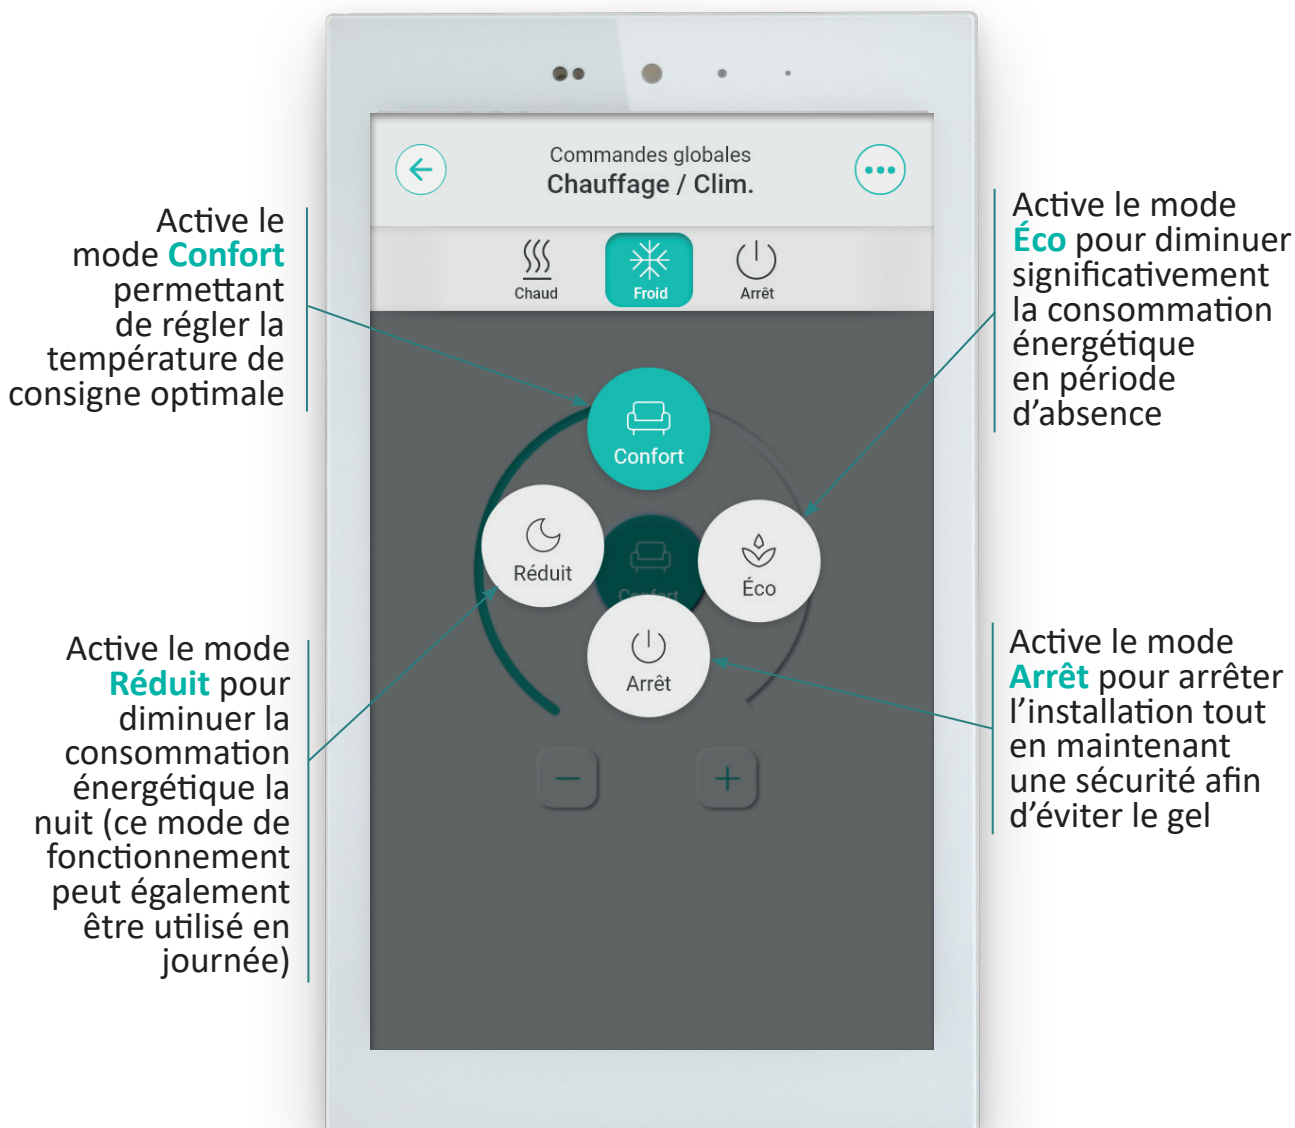 Commandes globales
Chauffage / Clim.
Chaud
Froid
Arrêt
Active le
mode Confort
permettant
de régler la
température de
consigne optimale
Active le mode
Éco pour diminuer
significativement
la consommation
énergétique
en période
d’absence
Confort
Réduit
Confort
Éco
Arrêt
Active le mode
Réduit pour
diminuer la
consommation
énergétique la
nuit (ce mode de
fonctionnement
peut également
être utilisé en
journée)
Active le mode
Arrêt pour arrêter
l’installation tout
en maintenant
une sécurité afin
d’éviter le gel